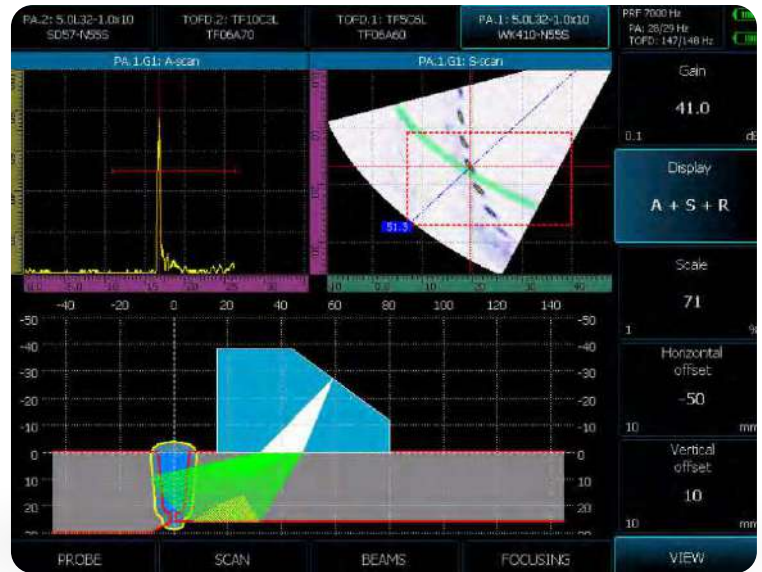 PA.2: 5.0L32-1.0x10
SD57-N55S
TOFD.2: TF10C3L
TF06A70
TOFD.1: TF5C6L
TF06A60
PA.1: 5.0L32-1.0x10
WK410-N55S
PRF 7000 Hz
PA: 28/29 Hz
TOFD: 147/148 Hz
PA.1.G1: A-scan
PA.1.G1: S-scan
51.3
Gain
41.0
0.1 dB
Display
A + S + R
Scale
71
1 %
Horizontal
offset
-50
10 mm
Vertical
offset
10
10 mm
-40 -20 0 20 40 60 80 100 120 140
-50 -50
-40 -40
-30 -30
-20 -20
-10 -10
0 0
10 10
20 20
PROBE SCAN BEAMS FOCUSING VIEW